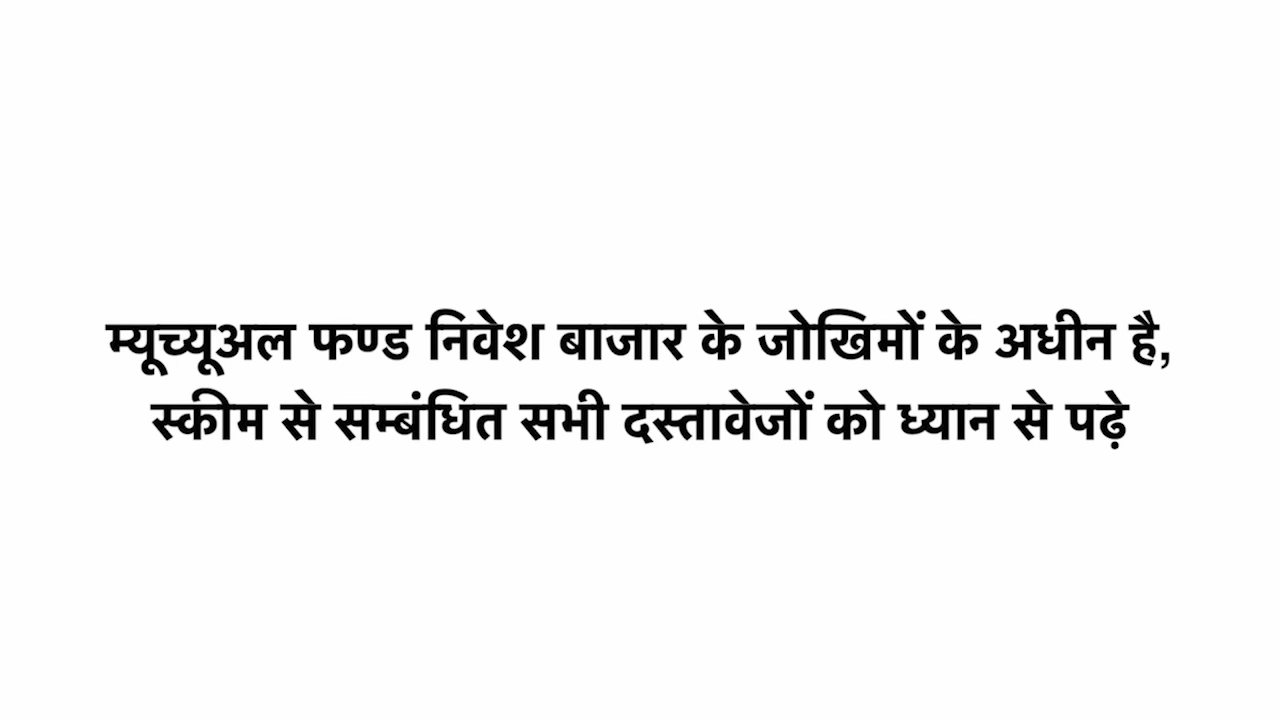 म्यूच्यूअल फण्ड निवेश बाजार के जोखिमों के अधीन है,
स्कीम से सम्बंधित सभी दस्तावेजों को ध्यान से पढ़े